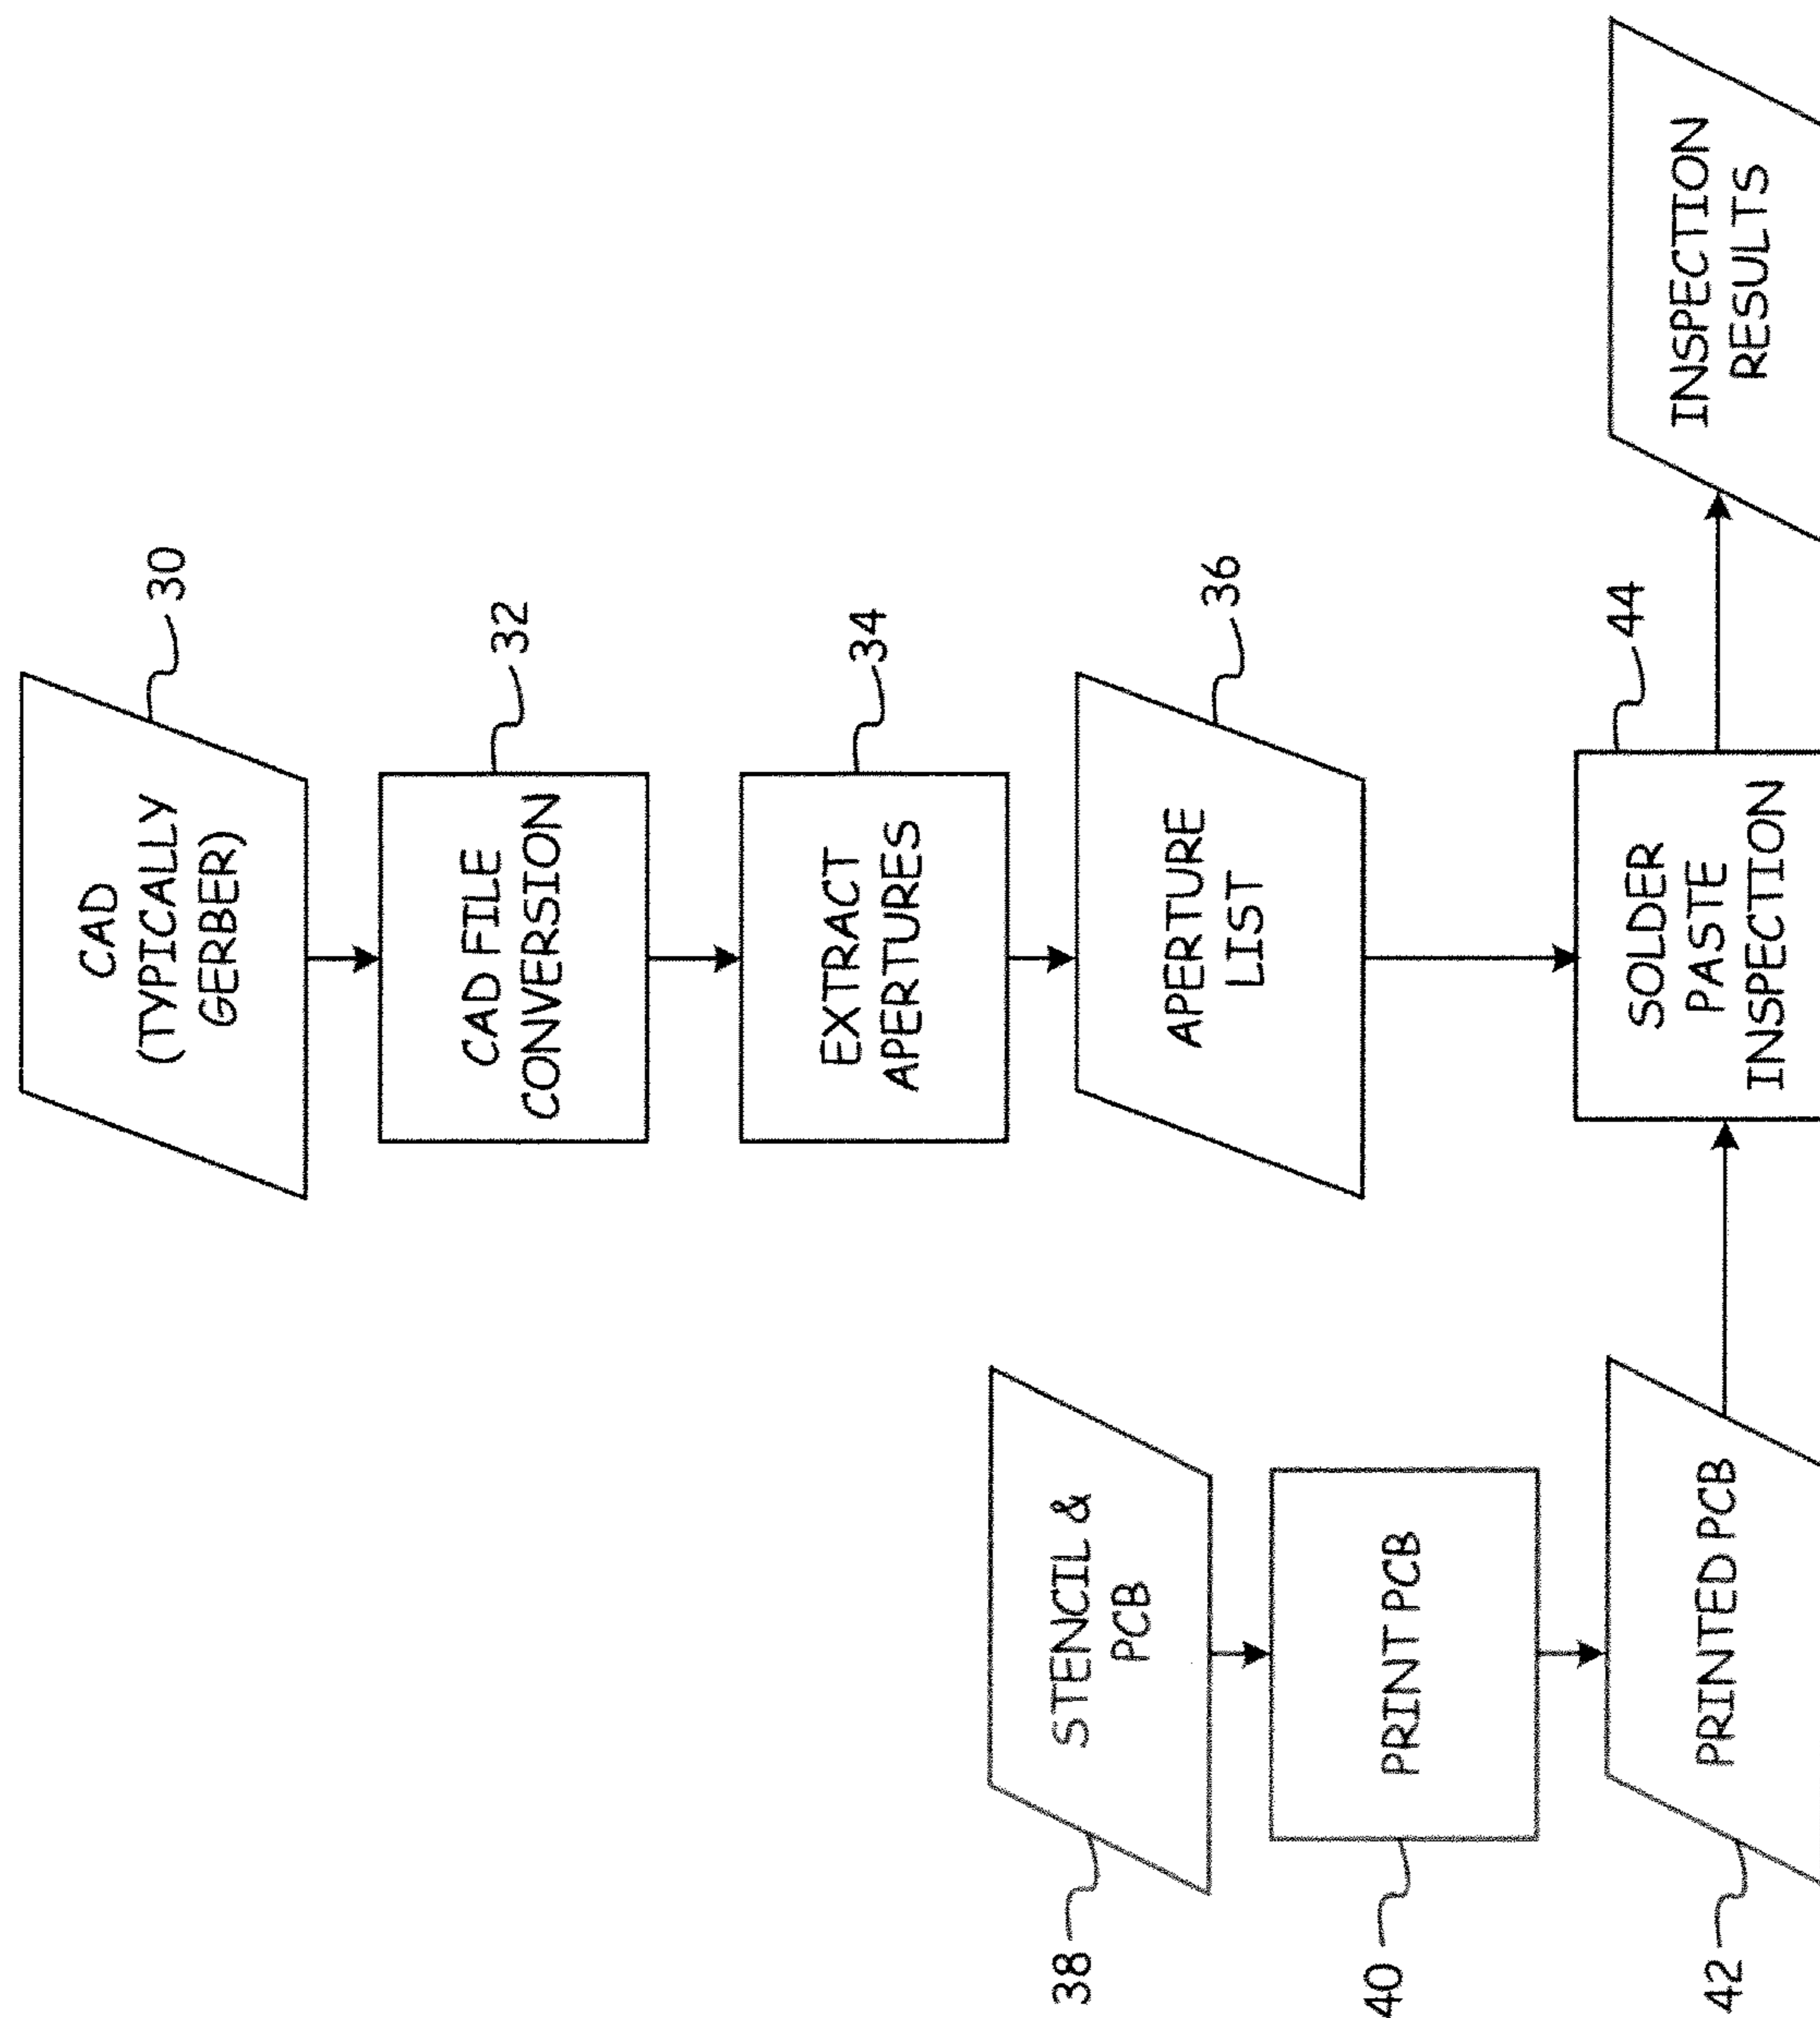 CAD
(TYPICALLY
GERBER)
30
CAD FILE
CONVERSION
32
EXTRACT
APERTURES
34
APERTURE
LIST
36
STENCIL &
PCB
38
PRINT PCB
40
PRINTED PCB
42
SOLDER
PASTE
INSPECTION
44
INSPECTION
RESULTS